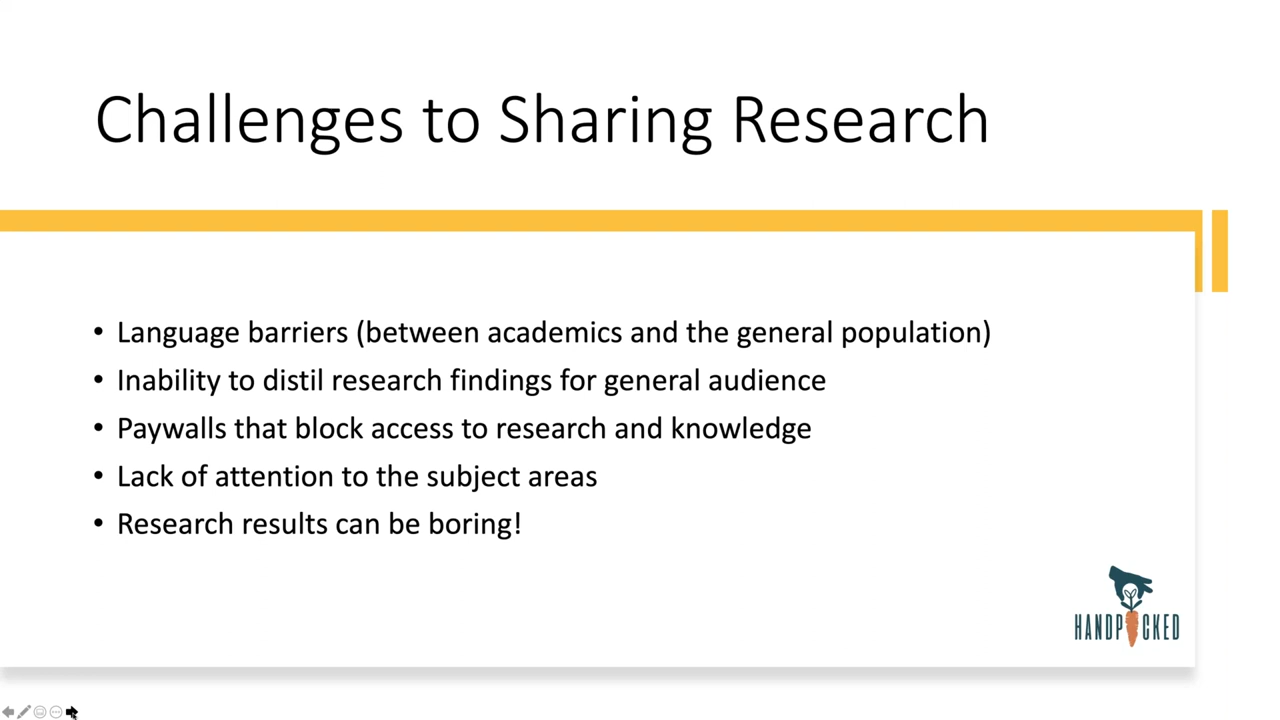 Challenges to Sharing Research
• Language barriers (between academics and the general population)
• Inability to distil research findings for general audience
• Paywalls that block access to research and knowledge
• Lack of attention to the subject areas
• Research results can be boring!
HANDPICKED